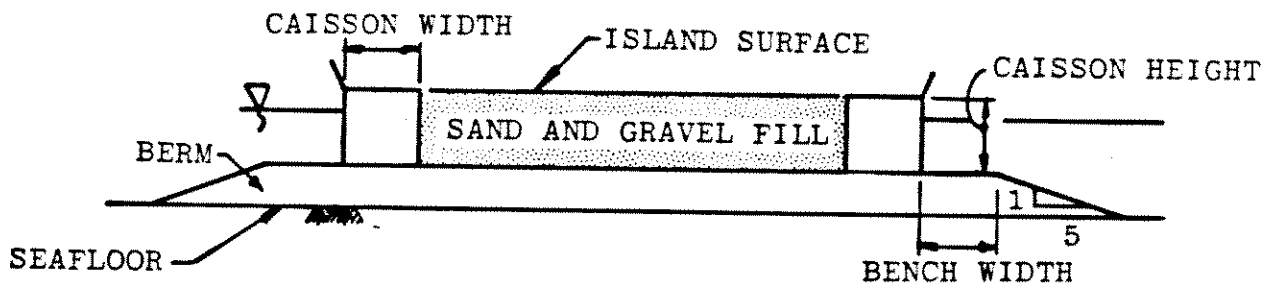 CAISSON WIDTH
ISLAND SURFACE
CAISSON HEIGHT
SAND AND GRAVEL FILL
BERM
1
5
SEAFLOOR
BENCH WIDTH